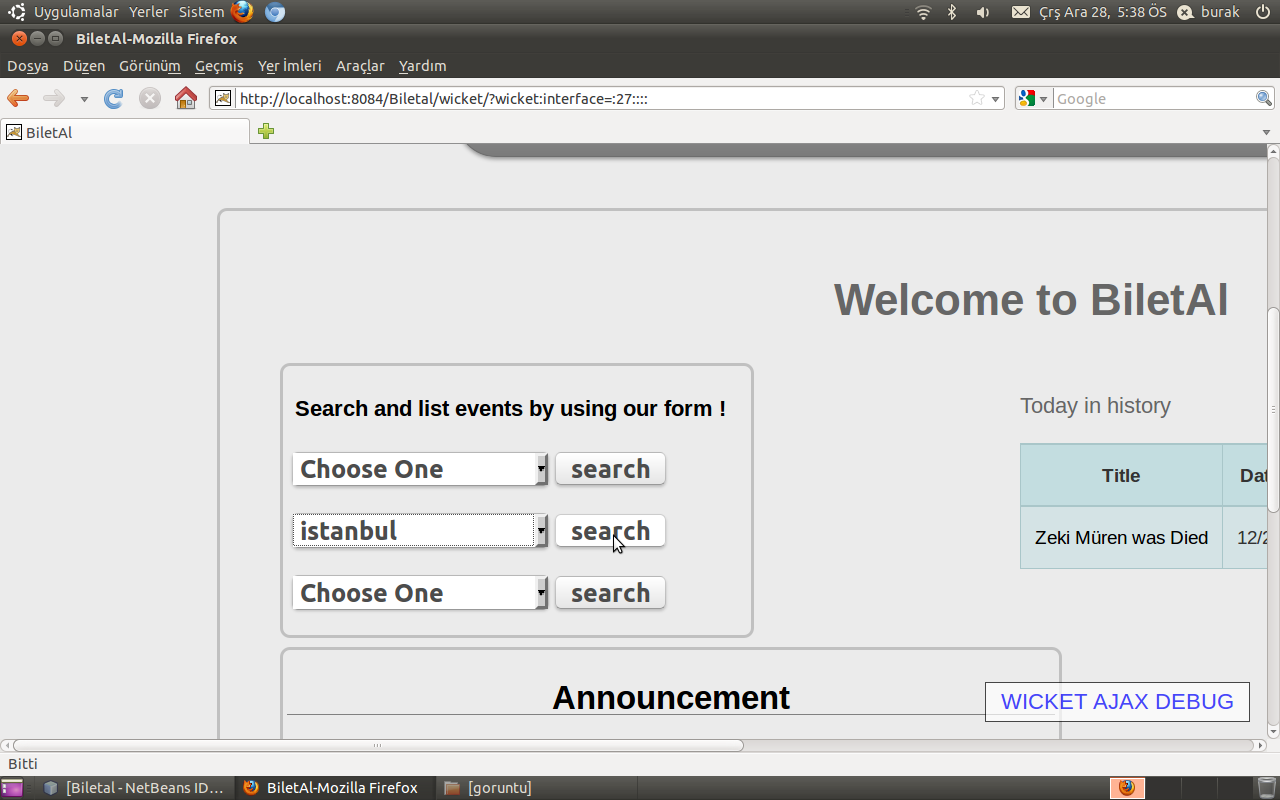 Uygulamalar Yerler Sistem Çrş Ara 28, 5:38 ÖS burak
BiletAl-Mozilla Firefox
Dosya Düzen Görünüm Geçmiş Yer İmleri Araçlar Yardım
http://localhost:8084/Biletal/wicket/?wicket:interface=:27:::: Google
BiletAl
Welcome to BiletAl
Search and list events by using our form !
Choose One search
istanbul search
Choose One search
Today in history
Title Dat
Zeki Müren was Died 12/2
Announcement
WICKET AJAX DEBUG
Bitti
[Biletal - NetBeans ID... BiletAl-Mozilla Firefox [goruntu]